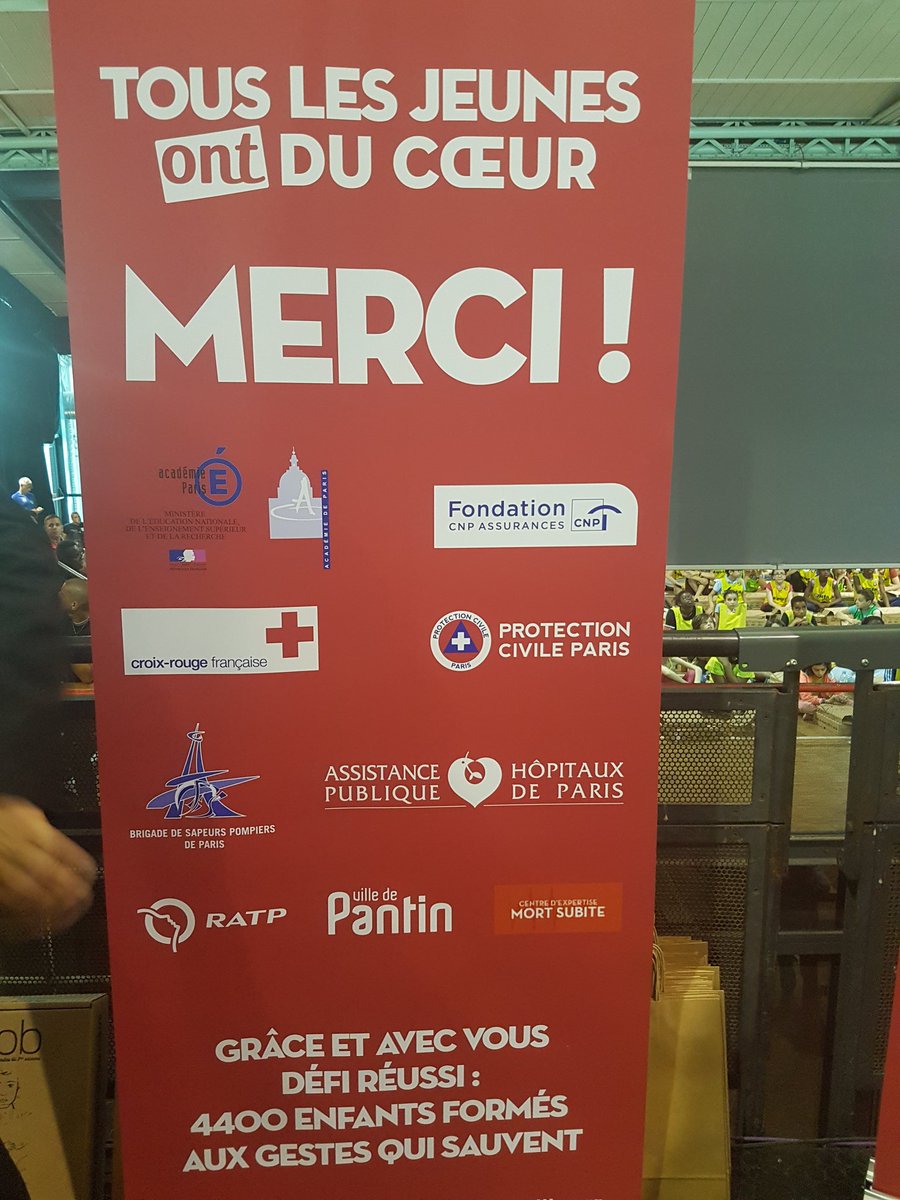 TOUS LES JEUNES
ont DU CŒUR
MERCI !
académie
Paris
É
MINISTÈRE
DE L'ÉDUCATION NATIONALE,
DE L'ENSEIGNEMENT SUPÉRIEUR
ET DE LA RECHERCHE
A
ACADÉMIE DE PARIS
Fondation
CNP ASSURANCES
CNP
croix-rouge française
PROTECTION CIVILE
PARIS
PROTECTION
CIVILE PARIS
BRIGADE DE SAPEURS POMPIERS
DE PARIS
ASSISTANCE HÔPITAUX
PUBLIQUE DE PARIS
RATP
ville de
Pantin
CENTRE D'EXPERTISE
MORT SUBITE
GRÂCE ET AVEC VOUS
DÉFI RÉUSSI :
4400 ENFANTS FORMÉS
AUX GESTES QUI SAUVENT